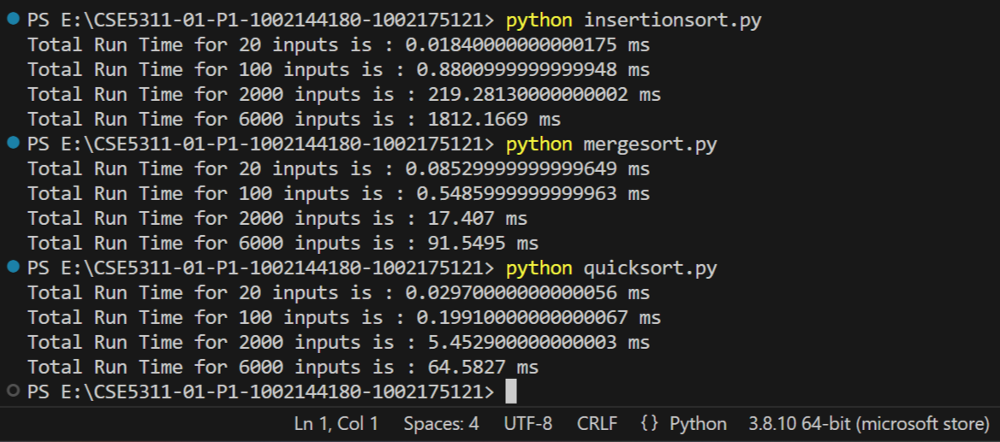 PS E:\CSE5311-01-P1-1002144180-1002175121> python insertionsort.py
Total Run Time for 20 inputs is : 0.01840000000000175 ms
Total Run Time for 100 inputs is : 0.8800999999999948 ms
Total Run Time for 2000 inputs is : 219.28130000000002 ms
Total Run Time for 6000 inputs is : 1812.1669 ms
PS E:\CSE5311-01-P1-1002144180-1002175121> python mergesort.py
Total Run Time for 20 inputs is : 0.08529999999999649 ms
Total Run Time for 100 inputs is : 0.5485999999999963 ms
Total Run Time for 2000 inputs is : 17.407 ms
Total Run Time for 6000 inputs is : 91.5495 ms
PS E:\CSE5311-01-P1-1002144180-1002175121> python quicksort.py
Total Run Time for 20 inputs is : 0.02970000000000056 ms
Total Run Time for 100 inputs is : 0.19910000000000067 ms
Total Run Time for 2000 inputs is : 5.452900000000003 ms
Total Run Time for 6000 inputs is : 64.5827 ms
PS E:\CSE5311-01-P1-1002144180-1002175121>
Ln 1, Col 1 Spaces: 4 UTF-8 CRLF {} Python 3.8.10 64-bit (microsoft store)